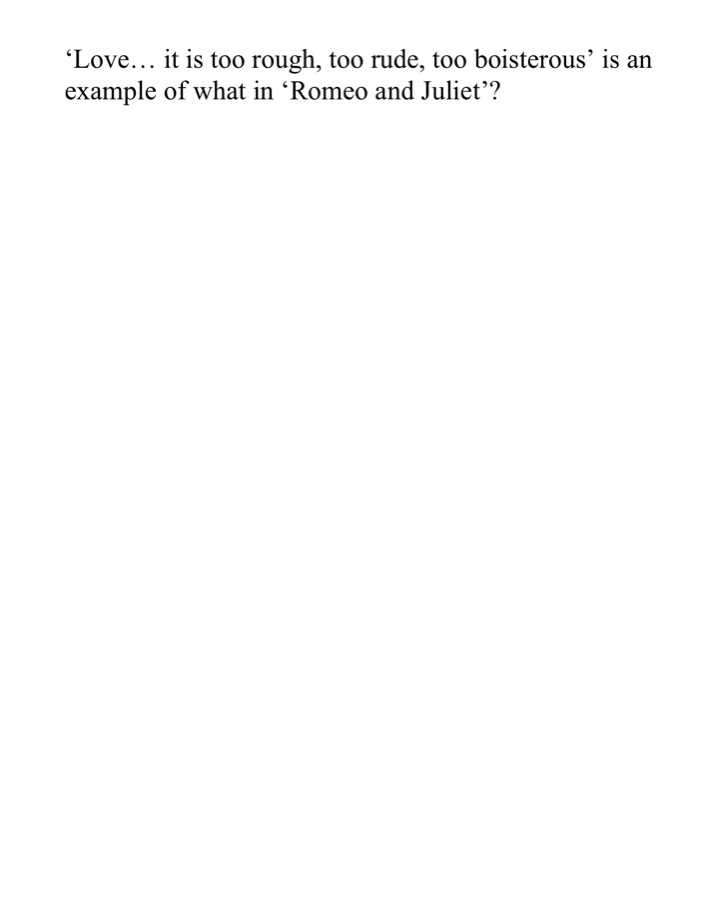 ‘Love… it is too rough, too rude, too boisterous’ is an
example of what in ‘Romeo and Juliet’?